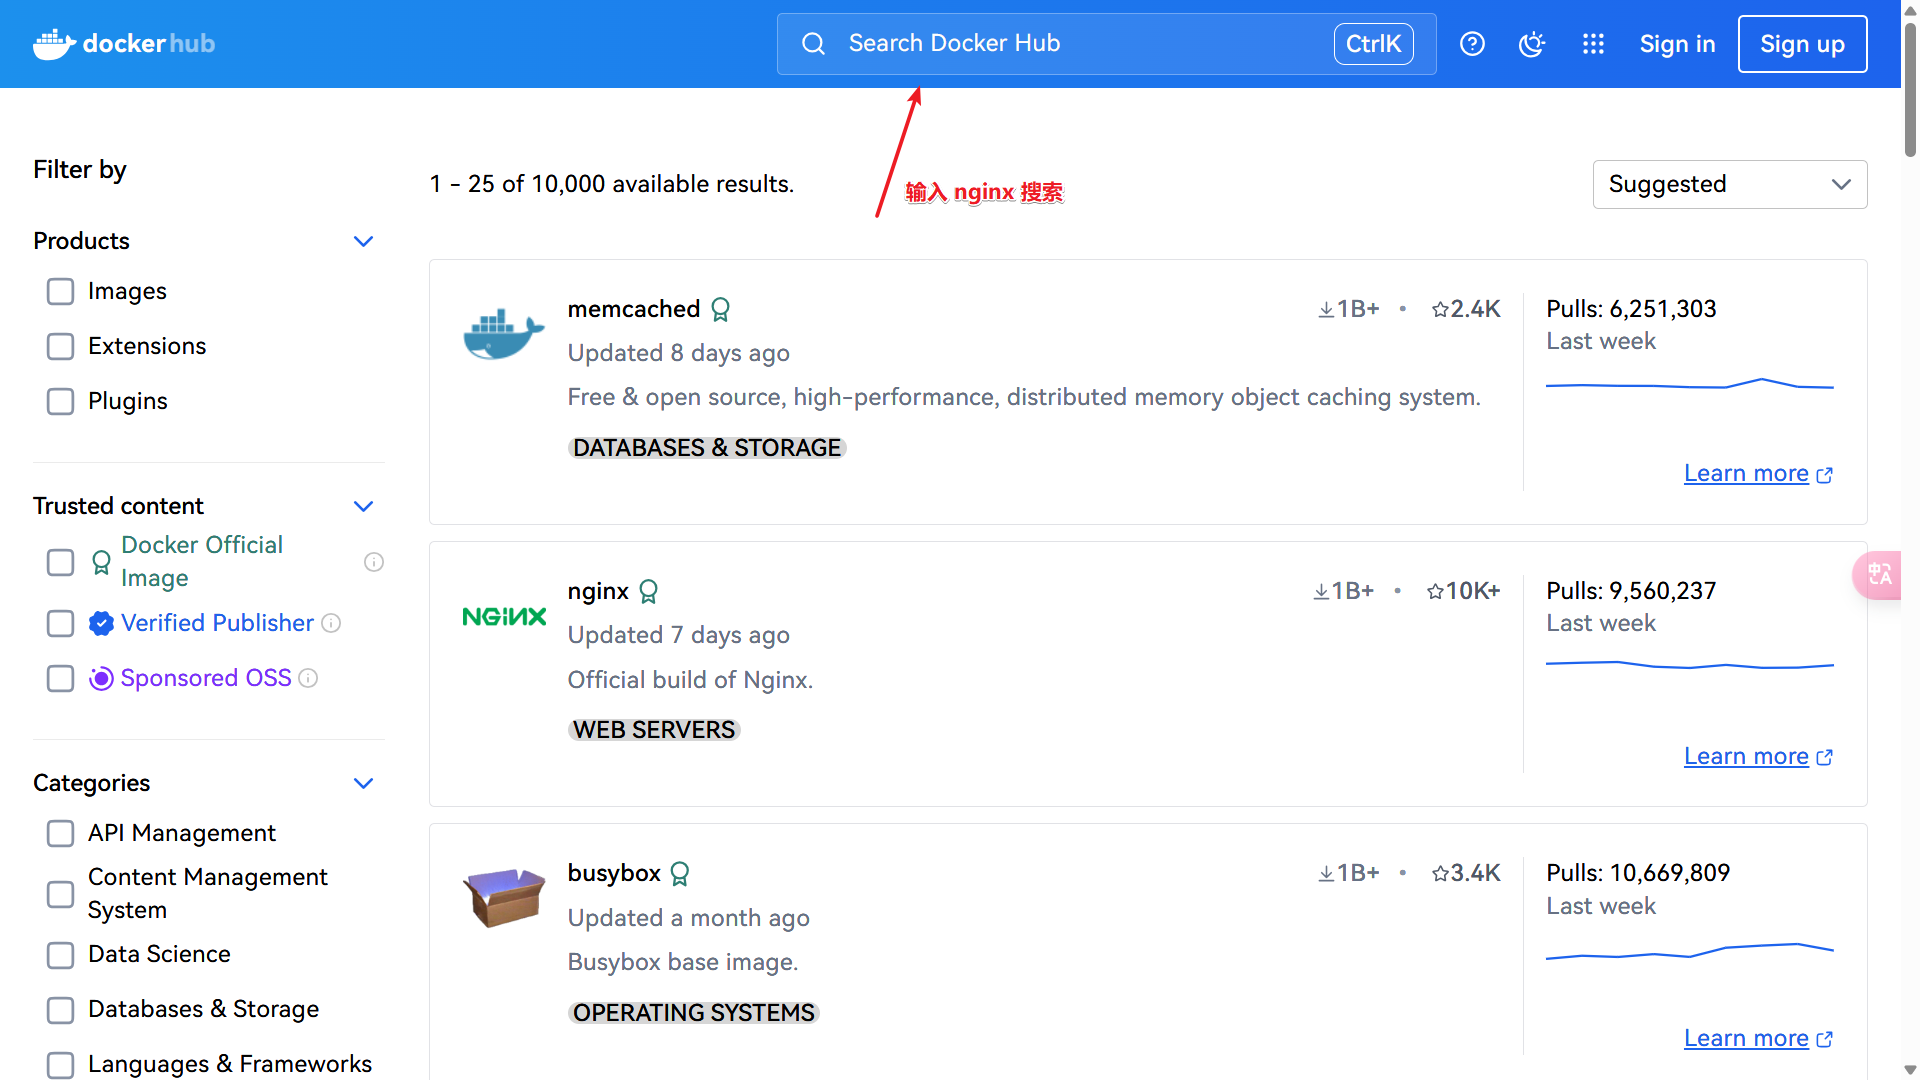 docker hub
Search Docker Hub
CtrlK
Sign in
Sign up
Filter by
1 - 25 of 10,000 available results.
输入 nginx 搜索
Suggested
Products
Images
Extensions
Plugins
Trusted content
Docker Official
Image
Verified Publisher
Sponsored OSS
Categories
API Management
Content Management
System
Data Science
Databases & Storage
Languages & Frameworks
memcached
1B+ • 2.4K
Updated 8 days ago
Free & open source, high-performance, distributed memory object caching system.
DATABASES & STORAGE
Pulls: 6,251,303
Last week
Learn more
NGINX
nginx
1B+ • 10K+
Updated 7 days ago
Official build of Nginx.
WEB SERVERS
Pulls: 9,560,237
Last week
Learn more
busybox
1B+ • 3.4K
Updated a month ago
Busybox base image.
OPERATING SYSTEMS
Pulls: 10,669,809
Last week
Learn more
中A